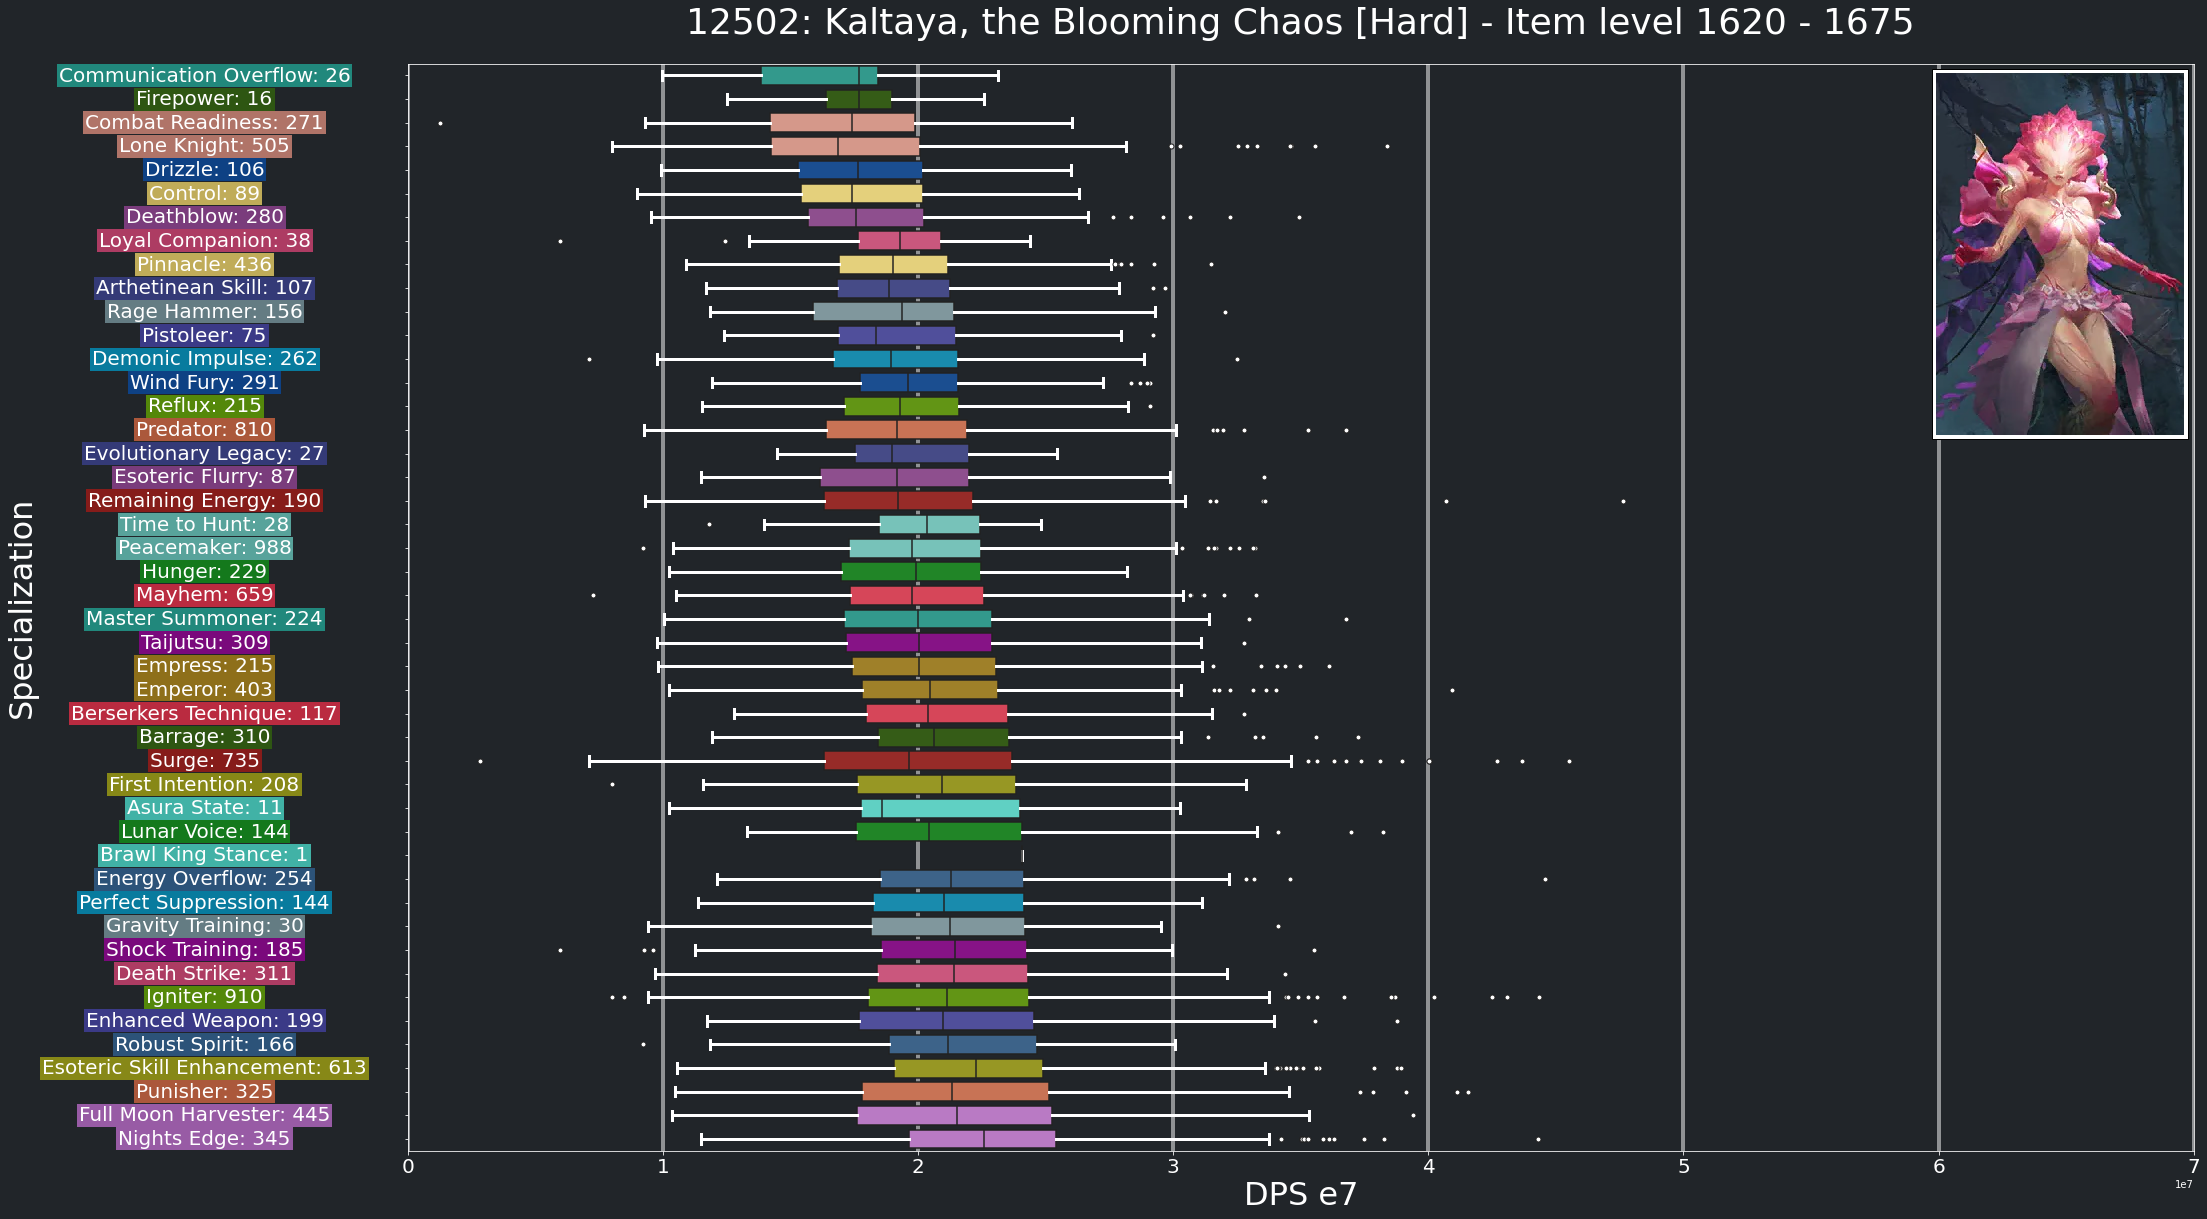 12502: Kaltaya, the Blooming Chaos [Hard] - Item level 1620 - 1675
Specialization
Communication Overflow: 26
Firepower: 16
Combat Readiness: 271
Lone Knight: 505
Drizzle: 106
Control: 89
Deathblow: 280
Loyal Companion: 38
Pinnacle: 436
Arthetinean Skill: 107
Rage Hammer: 156
Pistoleer: 75
Demonic Impulse: 262
Wind Fury: 291
Reflux: 215
Predator: 810
Evolutionary Legacy: 27
Esoteric Flurry: 87
Remaining Energy: 190
Time to Hunt: 28
Peacemaker: 988
Hunger: 229
Mayhem: 659
Master Summoner: 224
Taijutsu: 309
Empress: 215
Emperor: 403
Berserkers Technique: 117
Barrage: 310
Surge: 735
First Intention: 208
Asura State: 11
Lunar Voice: 144
Brawl King Stance: 1
Energy Overflow: 254
Perfect Suppression: 144
Gravity Training: 30
Shock Training: 185
Death Strike: 311
Igniter: 910
Enhanced Weapon: 199
Robust Spirit: 166
Esoteric Skill Enhancement: 613
Punisher: 325
Full Moon Harvester: 445
Nights Edge: 345
0 1 2 3 4 5 6 7
1e7
DPS e7